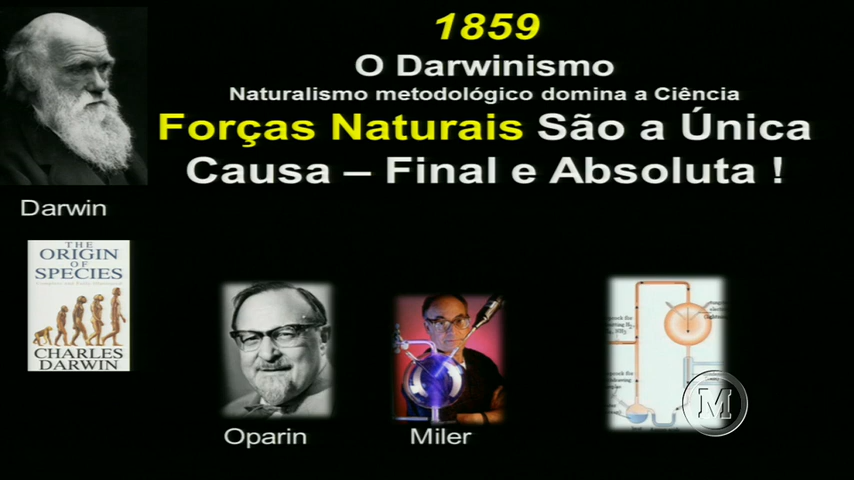 1859
O Darwinismo
Naturalismo metodológico domina a Ciência
Forças Naturais São a Única
Causa – Final e Absoluta !
Darwin
THE
ORIGIN
OF
SPECIES
CHARLES
DARWIN
Oparin
Miler
M